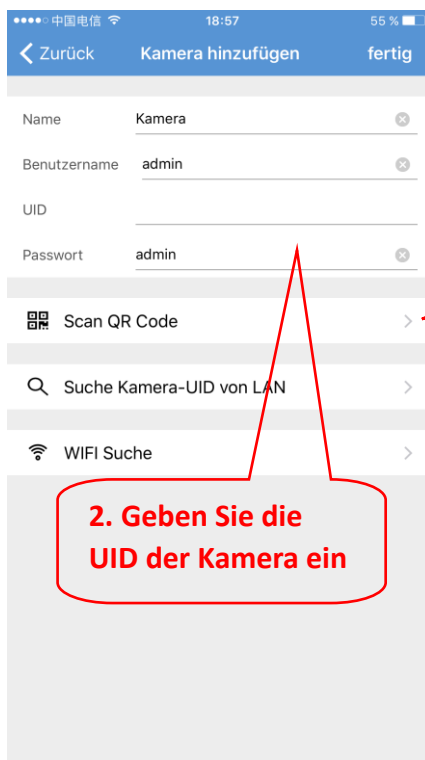 中国电信 18:57 55 %
Zurück Kamera hinzufügen fertig
Name Kamera
Benutzername admin
UID
Passwort admin
Scan QR Code
Suche Kamera-UID von LAN
WIFI Suche
2. Geben Sie die
UID der Kamera ein